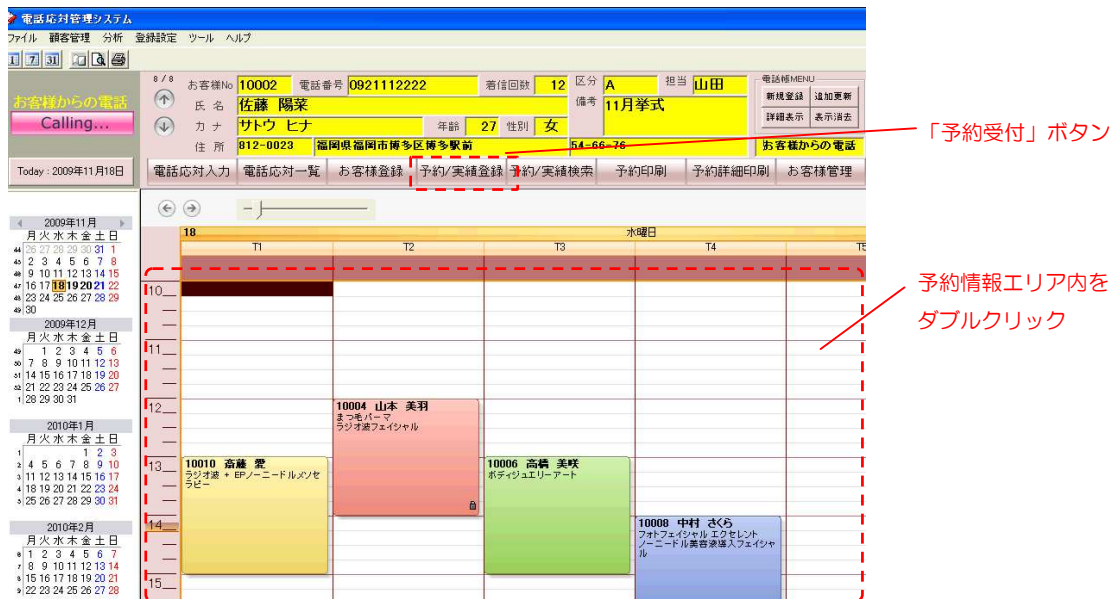 電話応対管理システム
ファイル 顧客管理 分析 登録設定 ツール ヘルプ
1 7 31
8/8 お客様No 10002 電話番号 0921112222 着信回数 12 区分 A 担当 山田 電話帳MENU
お客様からの電話 氏 名 佐藤 陽菜 備考 11月挙式 新規登録 追加更新
Calling... カ ナ サトウ ヒナ 年齢 27 性別 女 詳細表示 表示消去
住 所 812-0023 福岡県福岡市博多区博多駅前 54-66-76 お客様からの電話
「予約受付」ボタン
Today : 2009年11月18日 電話応対入力 電話応対一覧 お客様登録 予約/実績登録 予約/実績検索 予約印刷 予約詳細印刷 お客様管理
18 水曜日
T1 T2 T3 T4 T5
2009年11月
月 火 水 木 金 土 日
44 26 27 28 29 30 31 1
45 2 3 4 5 6 7 8
46 9 10 11 12 13 14 15
47 16 17 18 19 20 21 22
48 23 24 25 26 27 28 29
49 30
2009年12月
月 火 水 木 金 土 日
49 1 2 3 4 5 6
50 7 8 9 10 11 12 13
51 14 15 16 17 18 19 20
52 21 22 23 24 25 26 27
1 28 29 30 31
2010年1月
月 火 水 木 金 土 日
1 1 2 3
2 4 5 6 7 8 9 10
3 11 12 13 14 15 16 17
4 18 19 20 21 22 23 24
5 25 26 27 28 29 30 31
2010年2月
月 火 水 木 金 土 日
6 1 2 3 4 5 6 7
7 8 9 10 11 12 13 14
8 15 16 17 18 19 20 21
9 22 23 24 25 26 27 28
10
11
12
13
14
15
10004 山本 美羽
まつ毛パーマ
ラジオ波フェイシャル
10010 斎藤 愛
ラジオ波 + EPノーニードルメソセ
ラピー
10006 高橋 美咲
ボディジュエリーアート
10008 中村 さくら
フォトフェイシャル エクセレント
ノーニードル美容液導入フェイシャ
ル
予約情報エリア内を
ダブルクリック